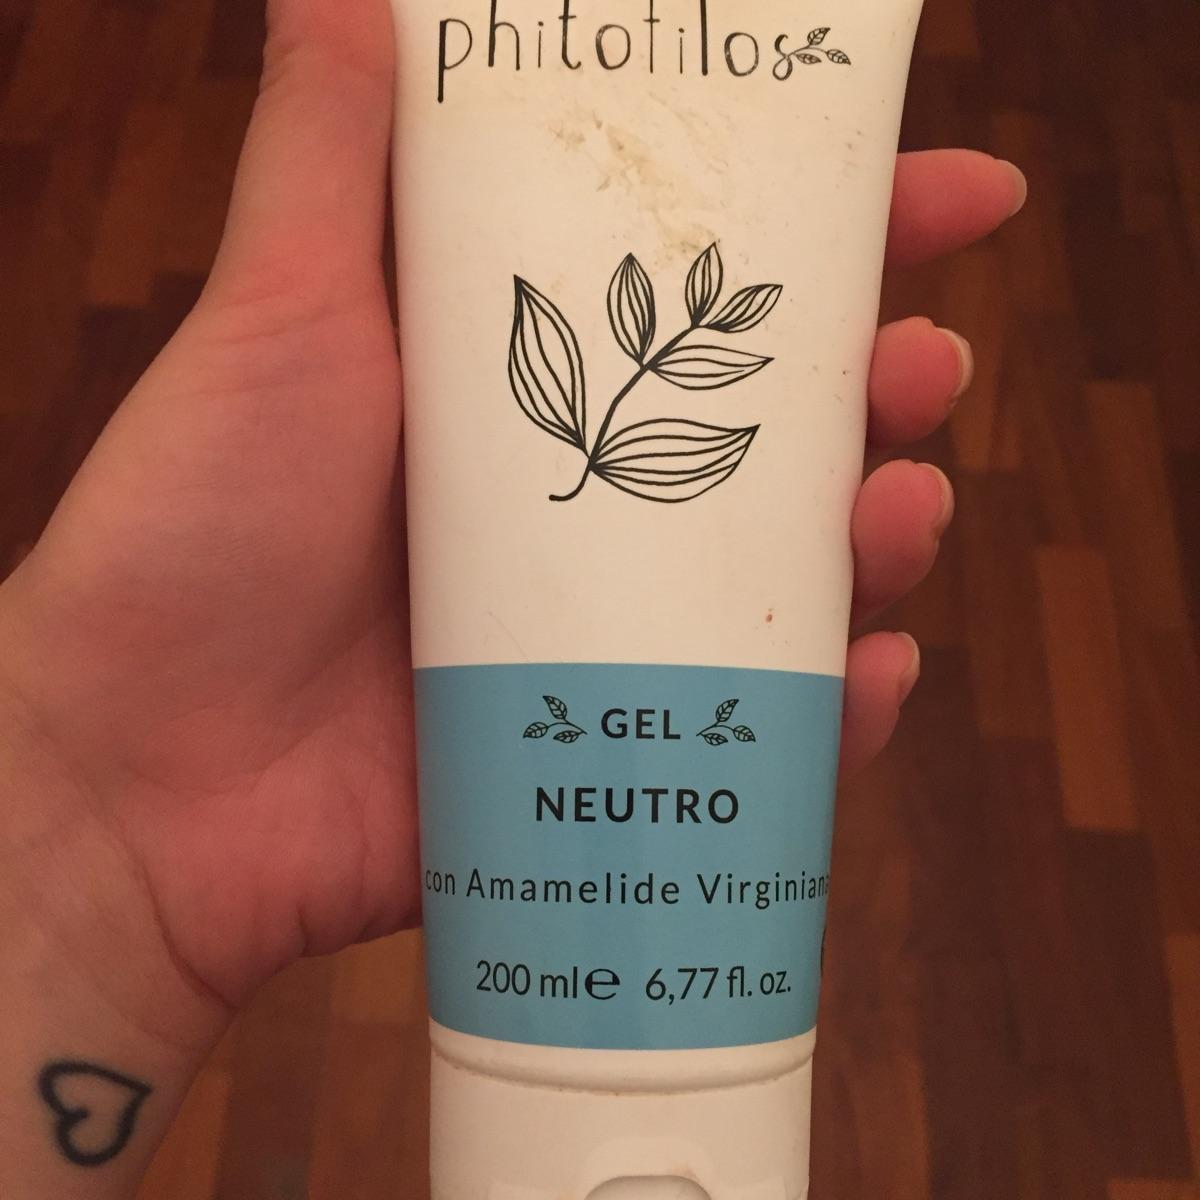 phitofilos
GEL
NEUTRO
con Amamelide Virginiana
200 ml e 6,77 fl. oz.